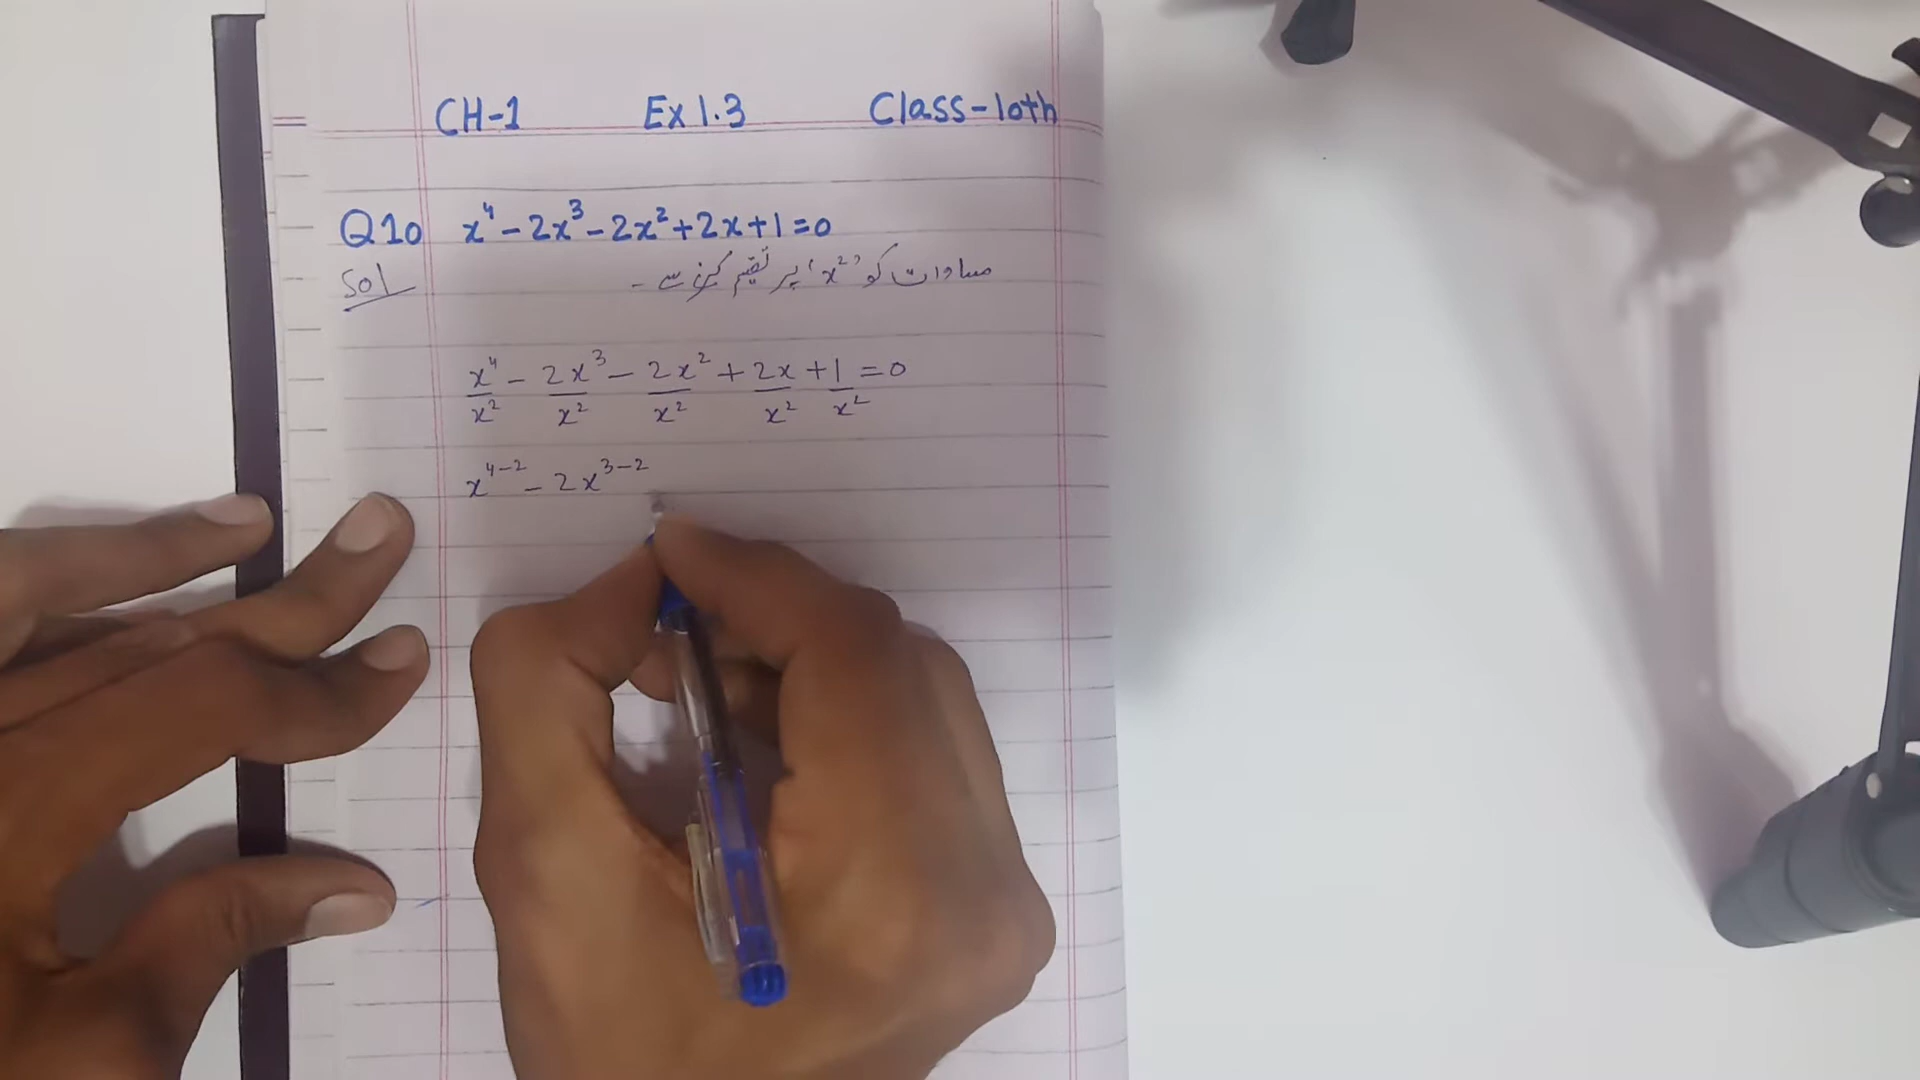 CH-1 Ex 1.3 Class-10th
Q10 x⁴ - 2x³ - 2x² + 2x + 1 = 0
Sol مساوات کو ‘x²’ پر تقیم کرنے سے -
x⁴/x² - 2x³/x² - 2x²/x² + 2x/x² + 1/x² = 0
x⁴⁻² - 2x³⁻²